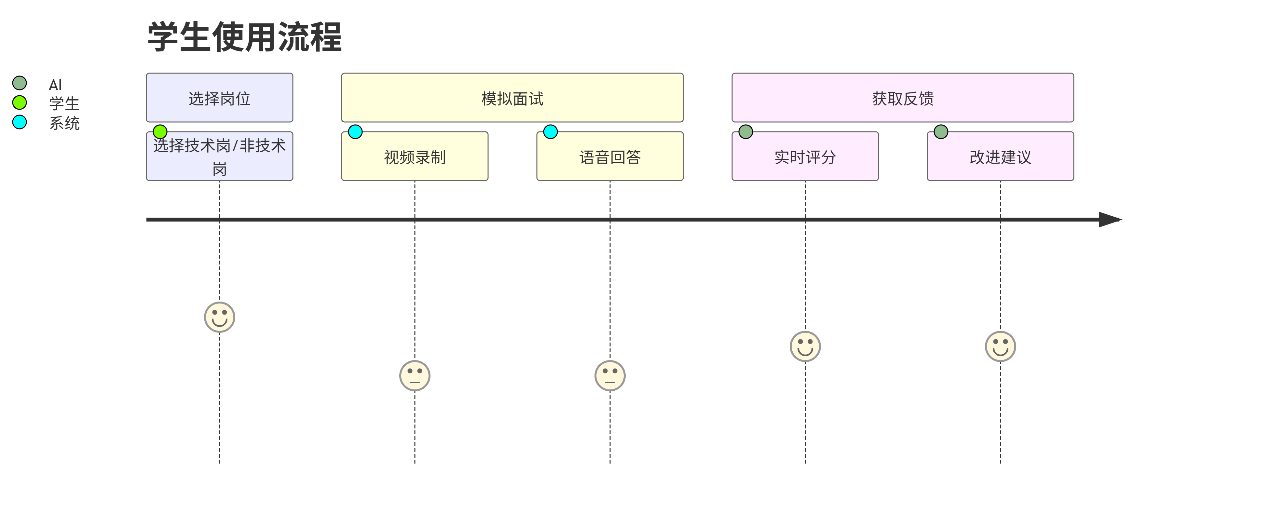 学生使用流程
AI
学生
系统
选择岗位
模拟面试
获取反馈
选择技术岗/非技术
岗
视频录制
语音回答
实时评分
改进建议